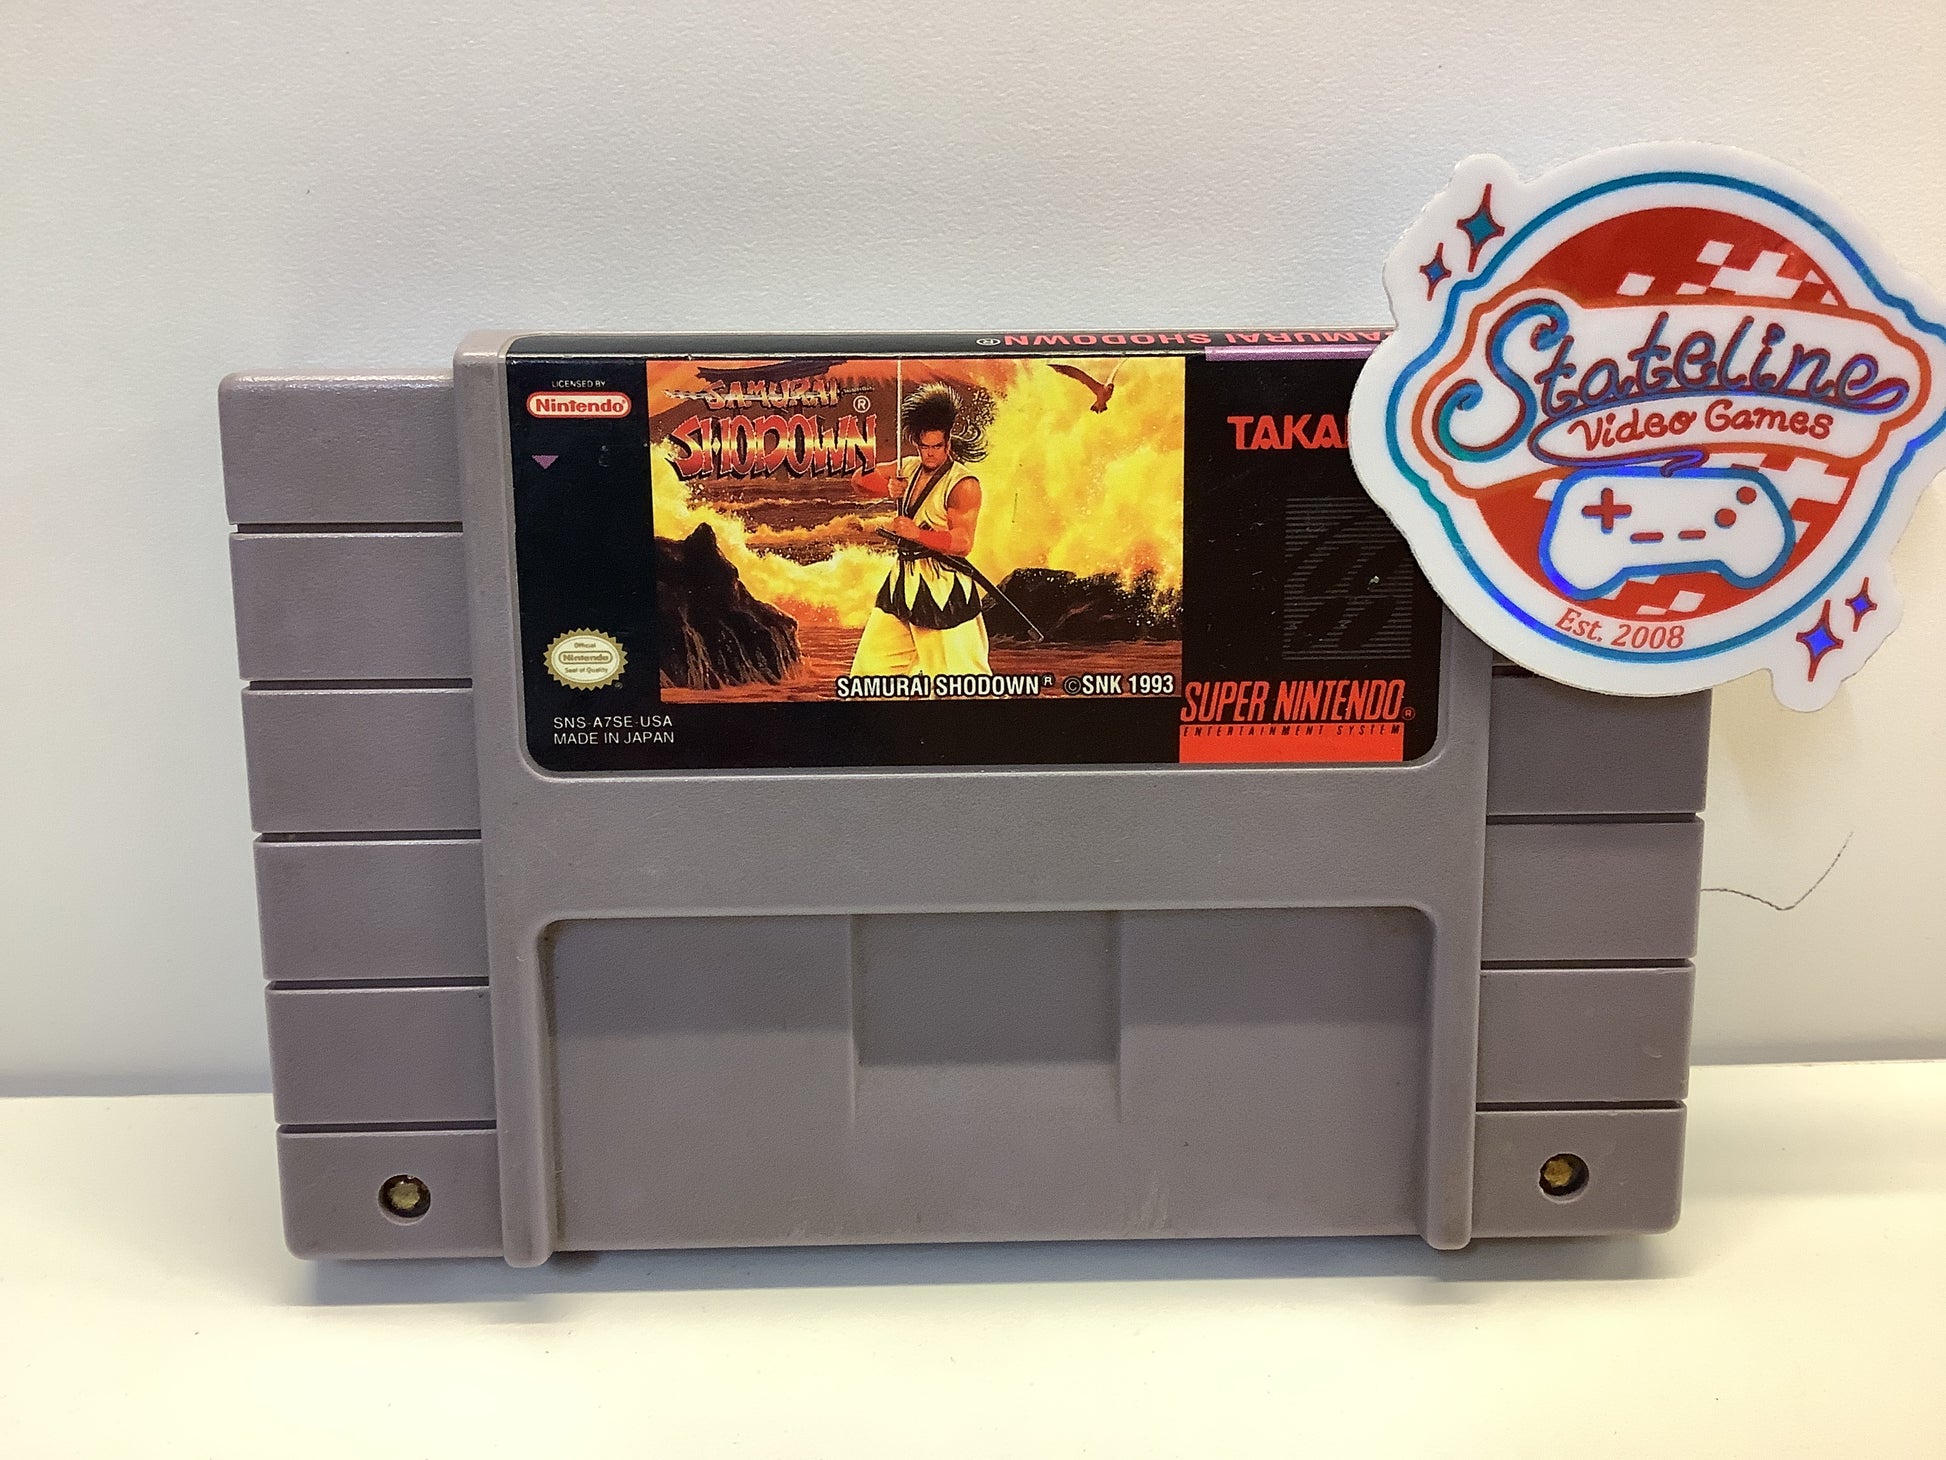 AMURAI SHODOWN®
LICENSED BY
Nintendo®
SAMURAI
SHODOWN®
TAKA
Official
Nintendo
Seal of Quality
SAMURAI SHODOWN® ©SNK 1993
SNS-A7SE-USA
MADE IN JAPAN
SUPER NINTENDO®
ENTERTAINMENT SYSTEM
Stateline
Video Games
Est. 2008